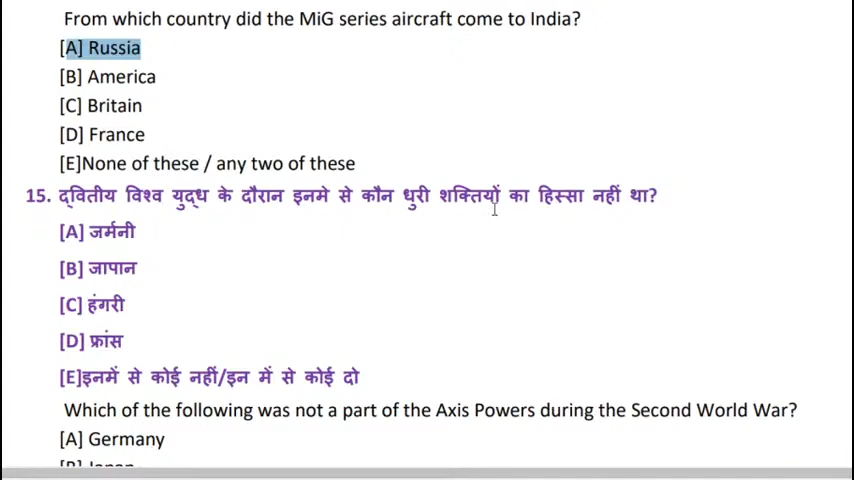 From which country did the MiG series aircraft come to India?
[A] Russia
[B] America
[C] Britain
[D] France
[E]None of these / any two of these
15. द्वितीय विश्व युद्ध के दौरान इनमे से कौन धुरी शक्तियों का हिस्सा नहीं था?
[A] जर्मनी
[B] जापान
[C] हंगरी
[D] फ्रांस
[E]इनमें से कोई नहीं/इन में से कोई दो
Which of the following was not a part of the Axis Powers during the Second World War?
[A] Germany
[B] Japan